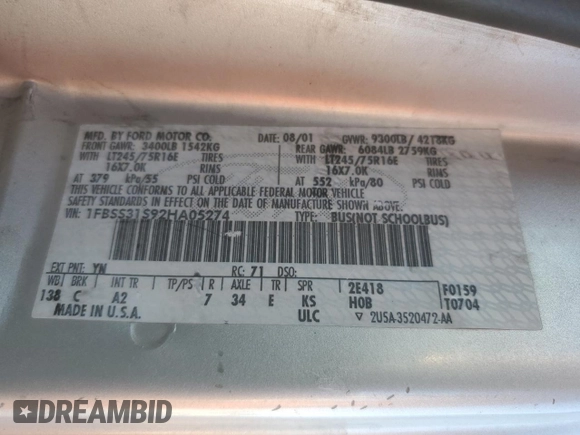 MFD. BY FORD MOTOR CO. DATE: 08/01 GVWR: 9300LB/ 4218KG
FRONT GAWR: 3400LB 1542KG REAR GAWR: 6084LB 2759KG
WITH LT245/75R16E TIRES WITH LT245/75R16E TIRES
16X7.0K RIMS 16X7.0K RIMS
AT 379 kPa/55 PSI COLD AT 552 kPa/80 PSI COLD
THIS VEHICLE CONFORMS TO ALL APPLICABLE FEDERAL MOTOR VEHICLE
SAFETY STANDARDS IN EFFECT ON THE DATE OF MANUFACTURE SHOWN ABOVE.
VIN: 1FBSS31S92HA05274 TYPE: BUS(NOT SCHOOLBUS)
EXT PNT: YN RC: 71 DSO:
WB BRK INT TR TP/PS R AXLE TR SPR 2E418 F0159
138 C A2 7 34 E KS H0B T0704
MADE IN U.S.A. ULC ▽ 2U5A-3520472-AA
DREAMBID